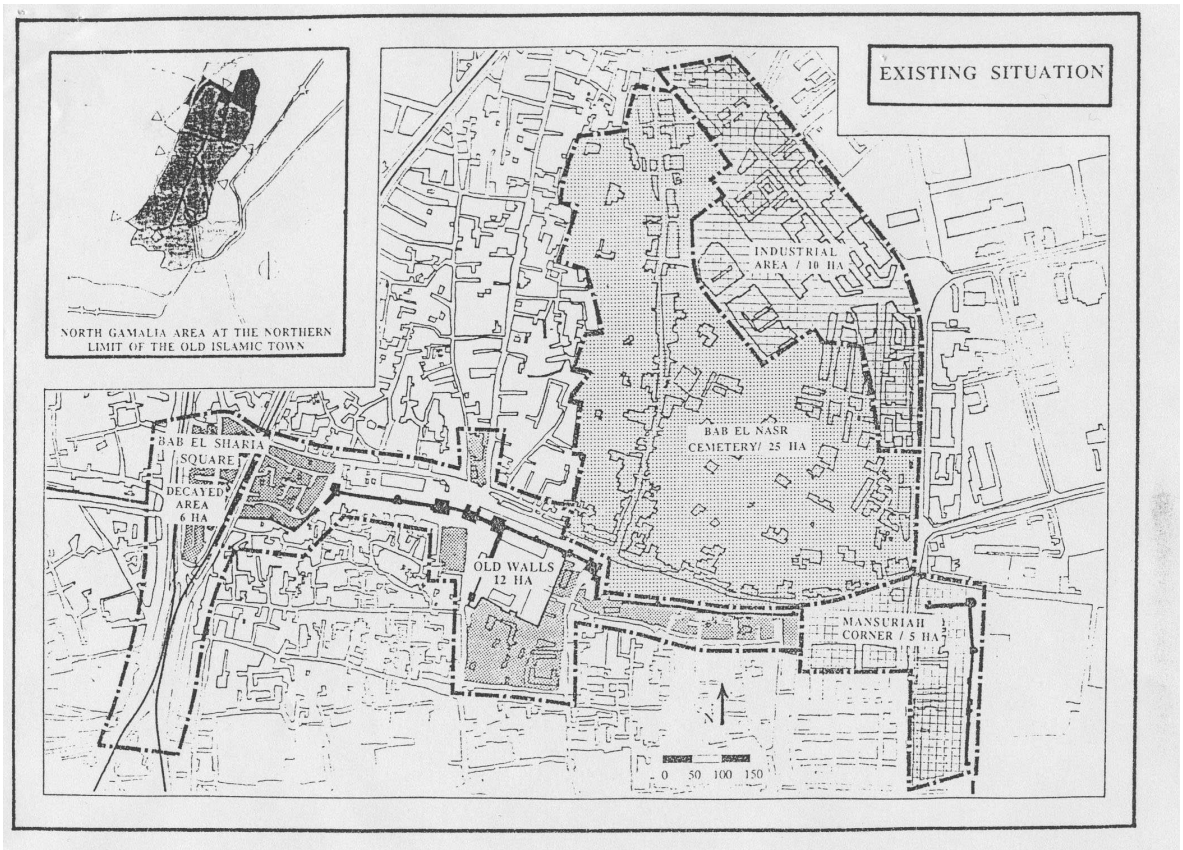 EXISTING SITUATION
NORTH GAMALIA AREA AT THE NORTHERN
LIMIT OF THE OLD ISLAMIC TOWN
INDUSTRIAL
AREA / 10 HA
BAB EL NASR
CEMETERY/ 25 HA
BAB EL SHARIA
SQUARE
DECAYED
AREA
6 HA
OLD WALLS
12 HA
MANSURIAH
CORNER / 5 HA
N
0 50 100 150